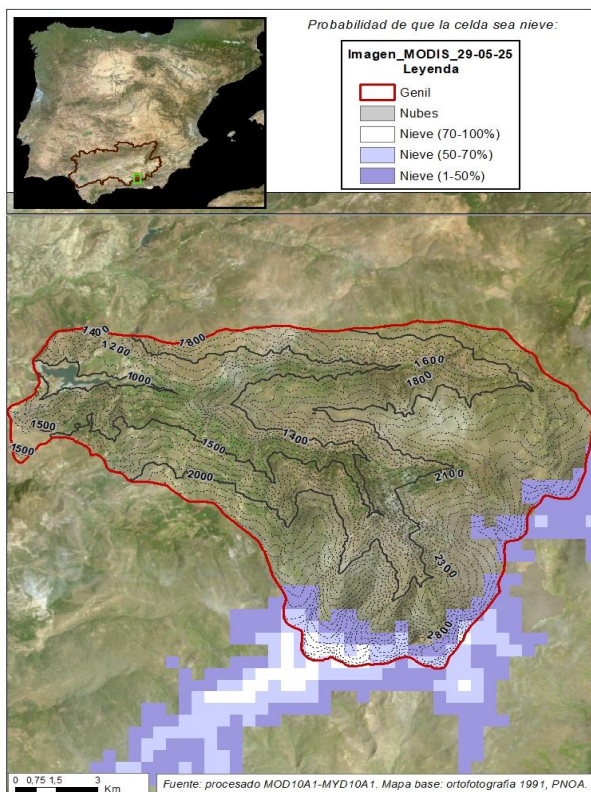 Probabilidad de que la celda sea nieve:
Imagen_MODIS_29-05-25
Leyenda
Genil
Nubes
Nieve (70-100%)
Nieve (50-70%)
Nieve (1-50%)
1400
1800
1200
1600
1000
1800
1500
1400
1500
1500
2100
2000
2300
2800
0 0,75 1,5 3
Km
Fuente: procesado MOD10A1-MYD10A1. Mapa base: ortofotografia 1991, PNOA.